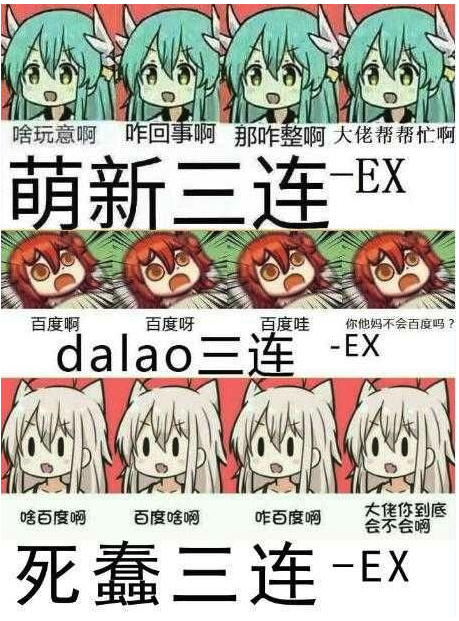 啥玩意啊 咋回事啊 那咋整啊 大佬帮帮忙啊
萌新三连-EX
百度啊 百度呀 百度哇 你他妈不会百度吗？
dalao三连 -EX
啥百度啊 百度啥啊 咋百度啊 大佬你到底
会不会啊
死蠢三连-EX